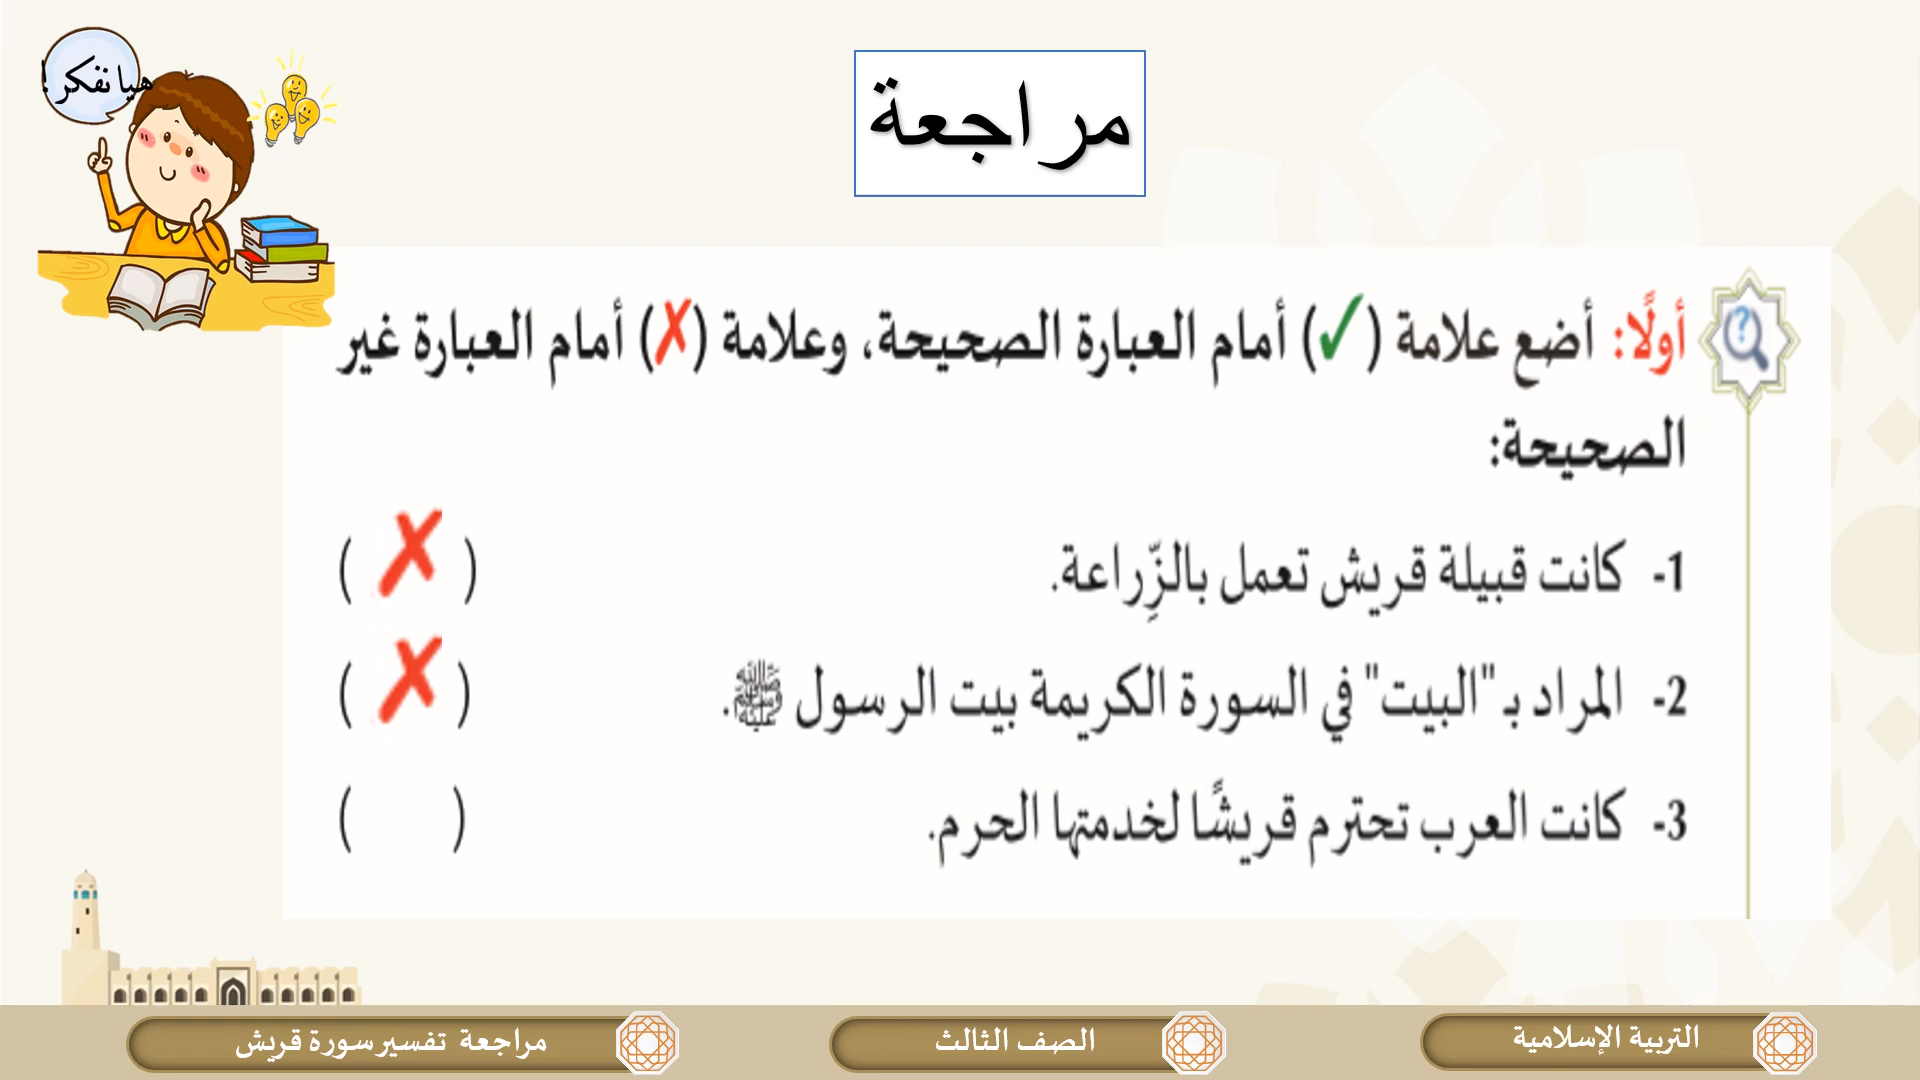 هيا نفكر !
مراجعة
أولًا: أضع علامة (✓) أمام العبارة الصحيحة، وعلامة (✗) أمام العبارة غير
الصحيحة:
1- كانت قبيلة قريش تعمل بالزِّراعة. ( ✗ )
2- المراد بـ "البيت" في السورة الكريمة بيت الرسول ﷺ. ( ✗ )
3- كانت العرب تحترم قريشًا لخدمتها الحرم. ( )
التربية الإسلامية
الصف الثالث
مراجعة تفسير سورة قريش